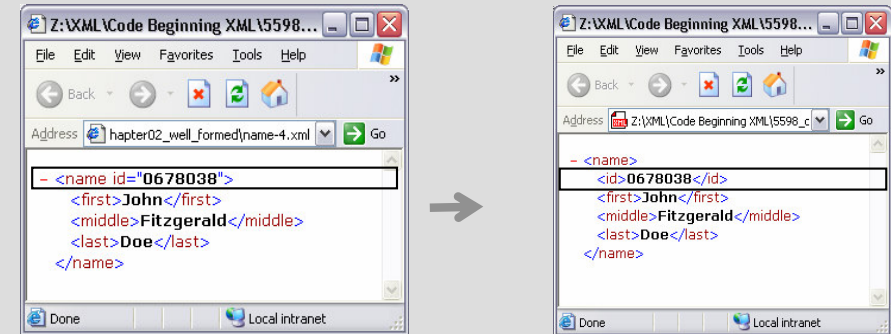 Z:\XML\Code Beginning XML\5598...
File Edit View Favorites Tools Help
Back
»
Address hapter02_well_formed\name-4.xml Go
- <name id="0678038">
<first>John</first>
<middle>Fitzgerald</middle>
<last>Doe</last>
</name>
Done Local intranet
Z:\XML\Code Beginning XML\5598...
File Edit View Favorites Tools Help
Back
»
Address Z:\XML\Code Beginning XML\5598_c Go
- <name>
<id>0678038</id>
<first>John</first>
<middle>Fitzgerald</middle>
<last>Doe</last>
</name>
Done Local intranet